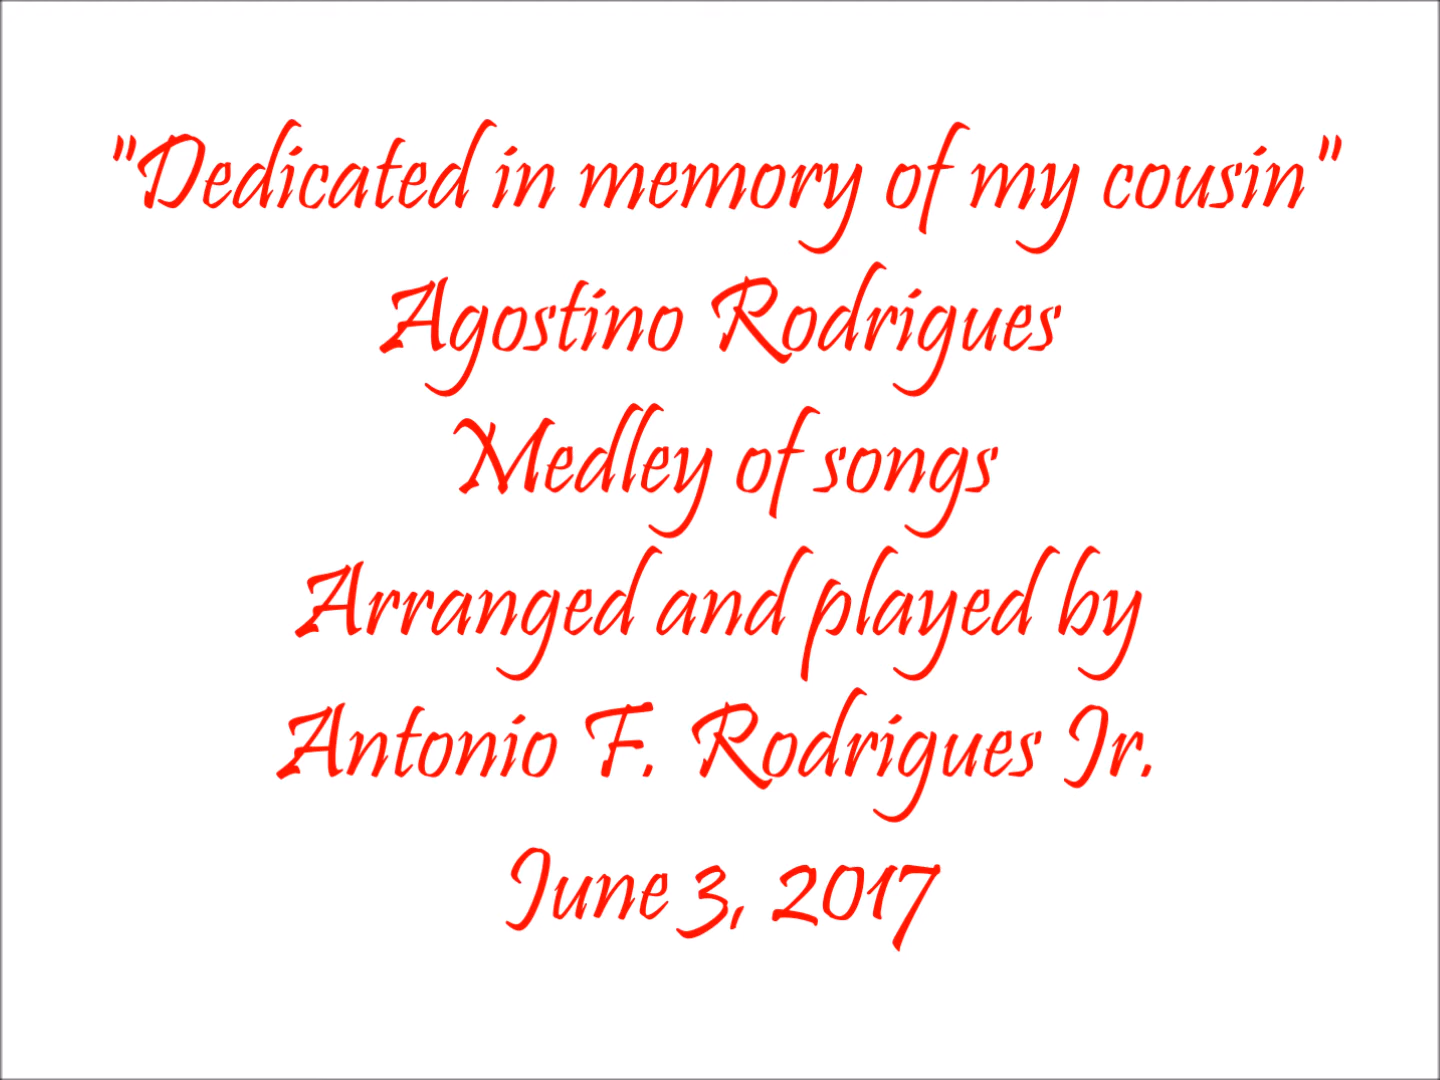 "Dedicated in memory of my cousin"
Agostino Rodrigues
Medley of songs
Arranged and played by
Antonio F. Rodrigues Jr.
June 3, 2017